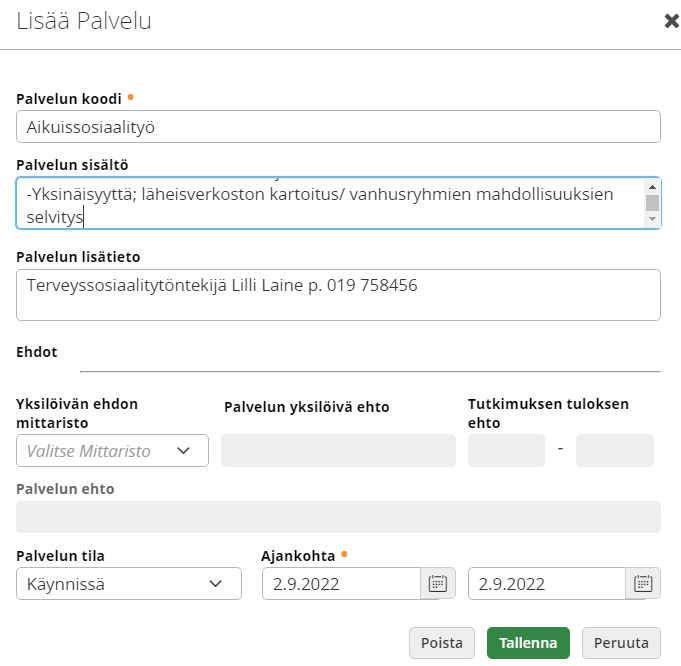 Lisää Palvelu
Palvelun koodi
Aikuissosiaalityö
Palvelun sisältö
-Yksinäisyyttä; läheisverkoston kartoitus/ vanhusryhmien mahdollisuuksien
selvitys
Palvelun lisätieto
Terveyssosiaalitytöntekijä Lilli Laine p. 019 758456
Ehdot
Yksilöivän ehdon
mittaristo
Palvelun yksilöivä ehto
Tutkimuksen tuloksen
ehto
Valitse Mittaristo
-
Palvelun ehto
Palvelun tila
Ajankohta
Käynnissä
2.9.2022
2.9.2022
Poista
Tallenna
Peruuta